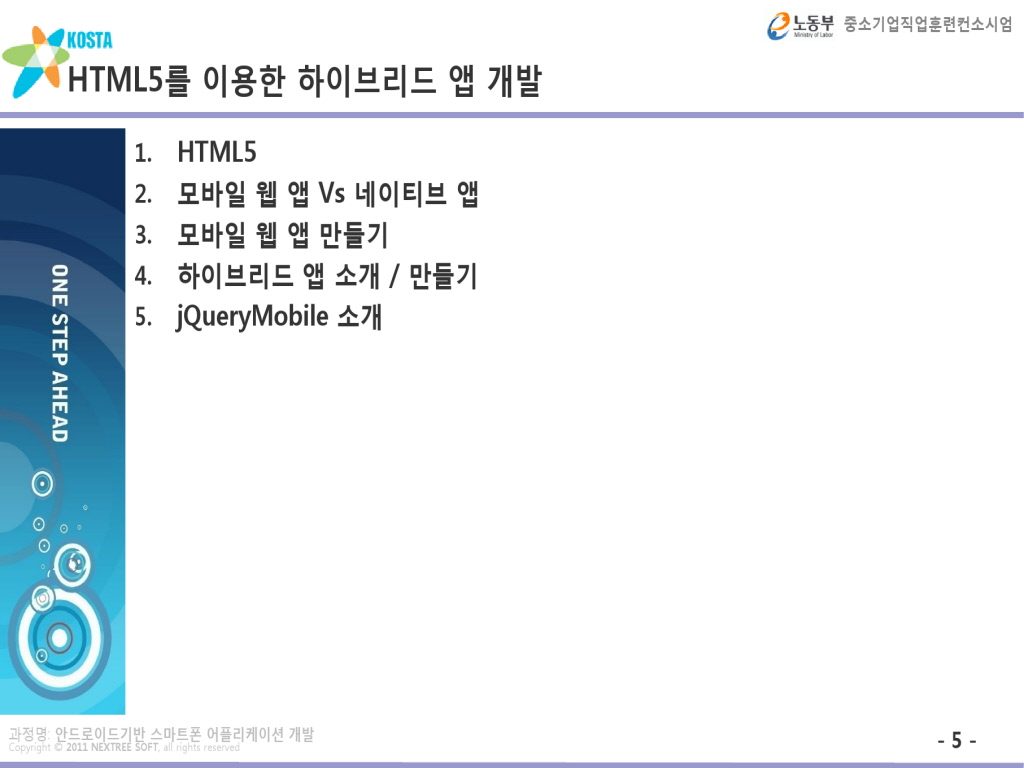 노동부 중소기업직업훈련컨소시엄
Ministry of Labor
KOSTA
HTML5를 이용한 하이브리드 앱 개발
1. HTML5
2. 모바일 웹 앱 Vs 네이티브 앱
3. 모바일 웹 앱 만들기
4. 하이브리드 앱 소개 / 만들기
5. jQueryMobile 소개
ONE STEP AHEAD
과정명: 안드로이드기반 스마트폰 어플리케이션 개발
Copyright © 2011 NEXTREE SOFT, all rights reserved
- 5 -